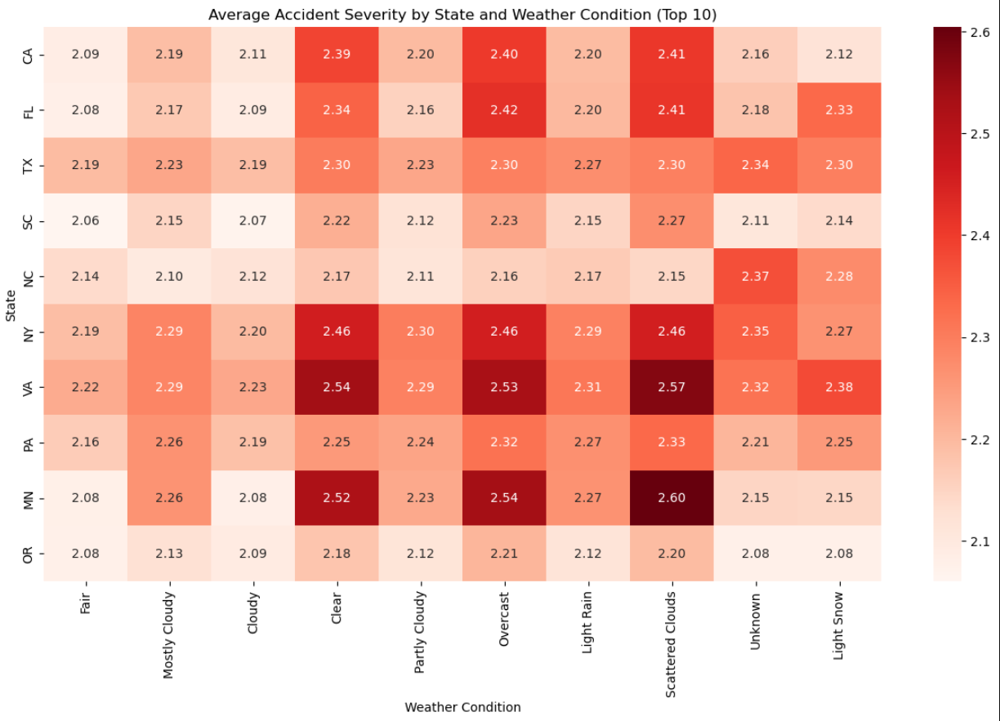 Average Accident Severity by State and Weather Condition (Top 10)
CA 2.09 2.19 2.11 2.39 2.20 2.40 2.20 2.41 2.16 2.12
FL 2.08 2.17 2.09 2.34 2.16 2.42 2.20 2.41 2.18 2.33
TX 2.19 2.23 2.19 2.30 2.23 2.30 2.27 2.30 2.34 2.30
SC 2.06 2.15 2.07 2.22 2.12 2.23 2.15 2.27 2.11 2.14
NC 2.14 2.10 2.12 2.17 2.11 2.16 2.17 2.15 2.37 2.28
NY 2.19 2.29 2.20 2.46 2.30 2.46 2.29 2.46 2.35 2.27
VA 2.22 2.29 2.23 2.54 2.29 2.53 2.31 2.57 2.32 2.38
PA 2.16 2.26 2.19 2.25 2.24 2.32 2.27 2.33 2.21 2.25
MN 2.08 2.26 2.08 2.52 2.23 2.54 2.27 2.60 2.15 2.15
OR 2.08 2.13 2.09 2.18 2.12 2.21 2.12 2.20 2.08 2.08
State
Fair
Mostly Cloudy
Cloudy
Clear
Partly Cloudy
Overcast
Light Rain
Scattered Clouds
Unknown
Light Snow
Weather Condition
2.6
2.5
2.4
2.3
2.2
2.1